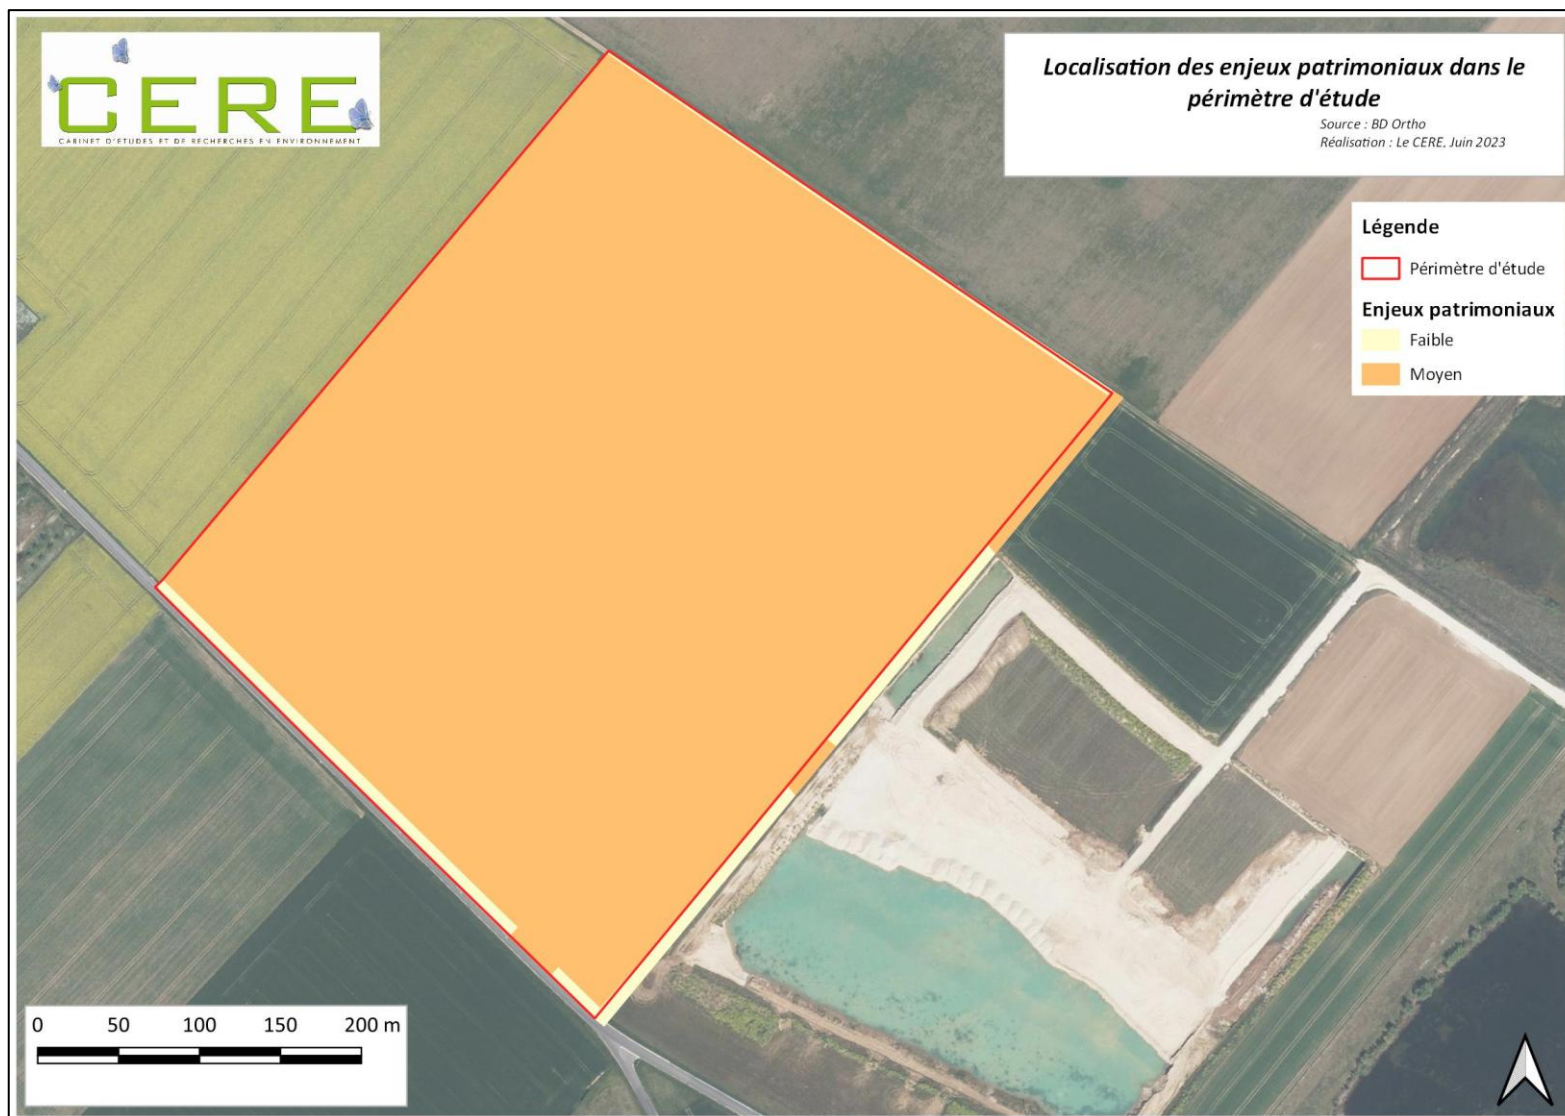 CERE
CABINET D'ETUDES ET DE RECHERCHES EN ENVIRONNEMENT
Localisation des enjeux patrimoniaux dans le
périmètre d'étude
Source : BD Ortho
Réalisation : Le CERE, Juin 2023
Légende
Périmètre d'étude
Enjeux patrimoniaux
Faible
Moyen
0 50 100 150 200 m